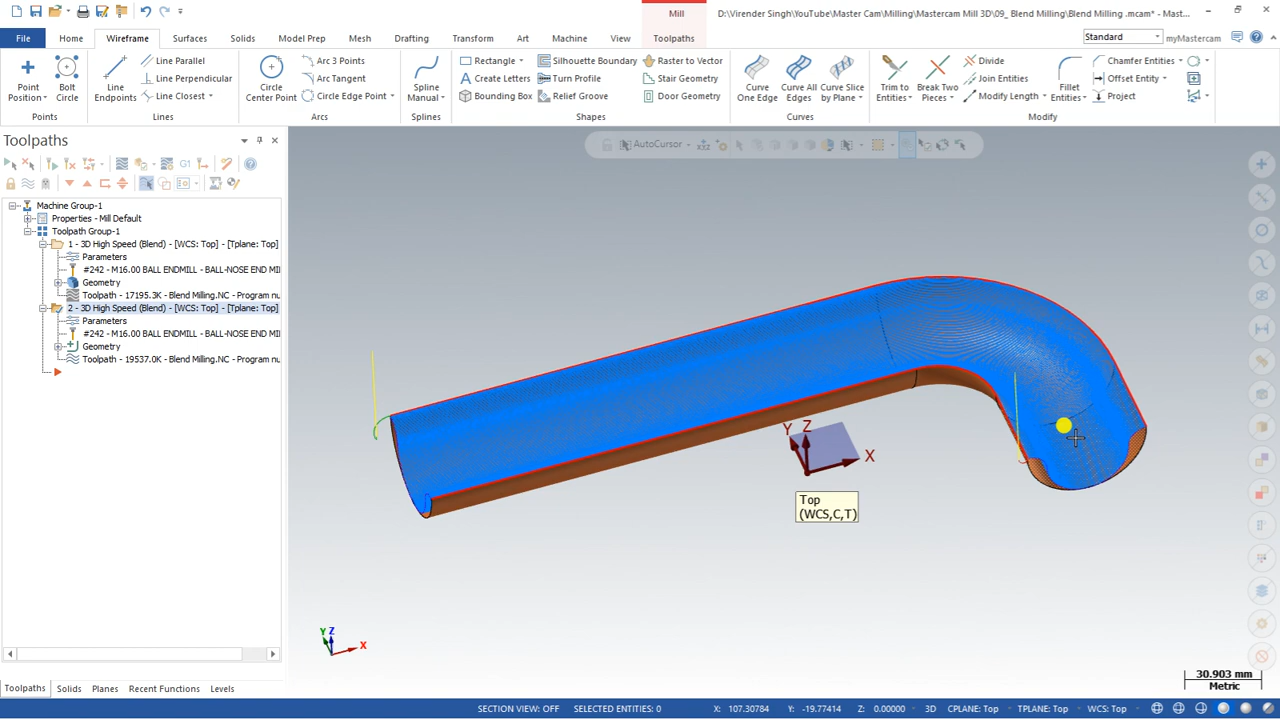 Mill
D:\Virender Singh\YouTube\Master Cam\Milling\Mastercam Mill 3D\09_ Blend Milling\Blend Milling .mcam* - Mast...
File
Home
Wireframe
Surfaces
Solids
Model Prep
Mesh
Drafting
Transform
Art
Machine
View
Toolpaths
Standard
myMastercam
Point Position
Bolt Circle
Points
Line Endpoints
Line Parallel
Line Perpendicular
Line Closest
Lines
Circle Center Point
Arc 3 Points
Arc Tangent
Circle Edge Point
Arcs
Spline Manual
Splines
Rectangle
Create Letters
Bounding Box
Silhouette Boundary
Turn Profile
Relief Groove
Raster to Vector
Stair Geometry
Door Geometry
Shapes
Curve One Edge
Curve All Edges
Curve Slice by Plane
Curves
Trim to Entities
Break Two Pieces
Divide
Join Entities
Modify Length
Fillet Entities
Chamfer Entities
Offset Entity
Project
Modify
Toolpaths
G1
AutoCursor
Machine Group-1
Properties - Mill Default
Toolpath Group-1
1 - 3D High Speed (Blend) - [WCS: Top] - [Tplane: Top]
Parameters
#242 - M16.00 BALL ENDMILL - BALL-NOSE END MI
Geometry
Toolpath - 17195.3K - Blend Milling.NC - Program nu
2 - 3D High Speed (Blend) - [WCS: Top] - [Tplane: Top]
Parameters
#242 - M16.00 BALL ENDMILL - BALL-NOSE END MI
Geometry
Toolpath - 19537.0K - Blend Milling.NC - Program nu
Y Z
X
Top
(WCS,C,T)
Y Z
X
30.903 mm
Metric
Toolpaths
Solids
Planes
Recent Functions
Levels
SECTION VIEW: OFF
SELECTED ENTITIES: 0
X: 107.30784
Y: -19.77414
Z: 0.00000
3D
CPLANE: Top
TPLANE: Top
WCS: Top